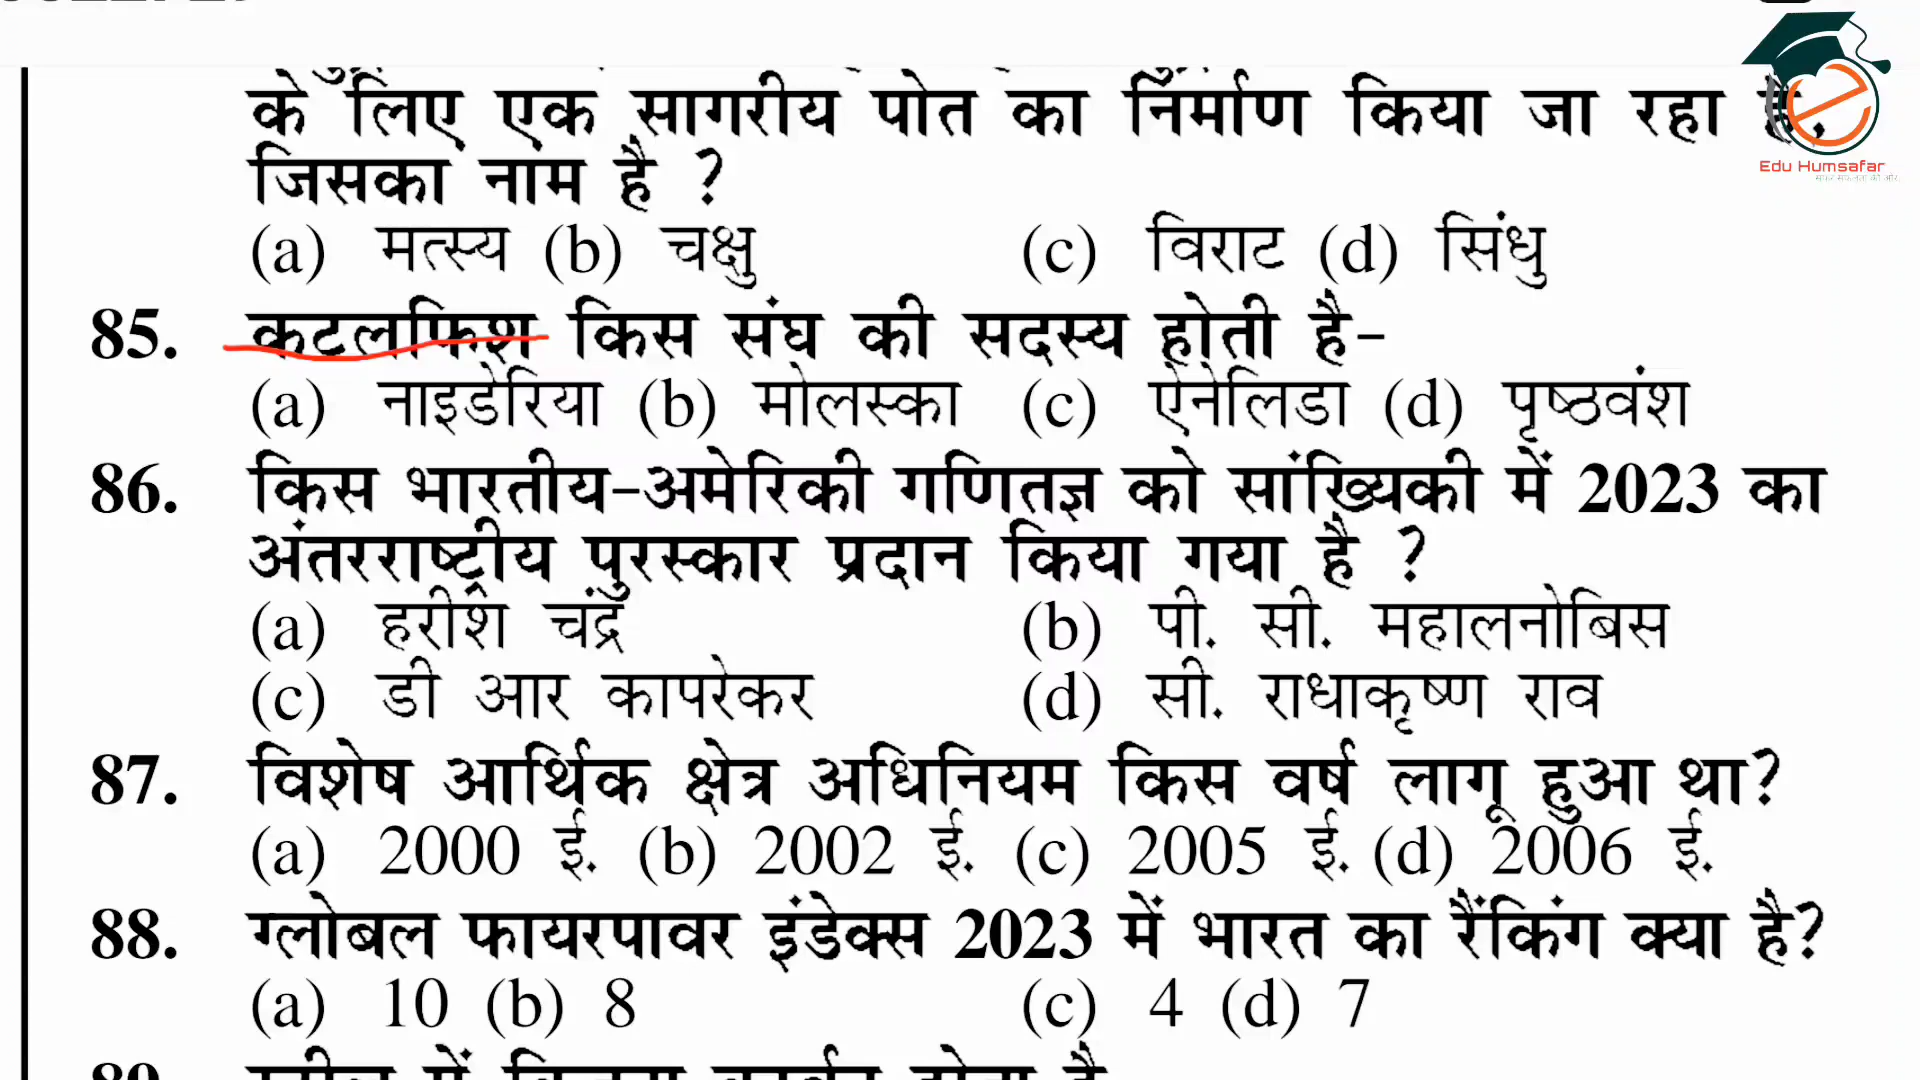 के लिए एक सागरीय पोत का निर्माण किया जा रहा है,
जिसका नाम है ?
(a) मत्स्य (b) चक्षु (c) विराट (d) सिंधु
85. कटलफिश किस संघ की सदस्य होती है-
(a) नाइडेरिया (b) मोलस्का (c) ऐनेलिडा (d) पृष्ठवंश
86. किस भारतीय-अमेरिकी गणितज्ञ को सांख्यिकी में 2023 का
अंतरराष्ट्रीय पुरस्कार प्रदान किया गया है ?
(a) हरीश चंद्र (b) पी. सी. महालनोबिस
(c) डी आर कापरेकर (d) सी. राधाकृष्ण राव
87. विशेष आर्थिक क्षेत्र अधिनियम किस वर्ष लागू हुआ था?
(a) 2000 ई. (b) 2002 ई. (c) 2005 ई. (d) 2006 ई.
88. ग्लोबल फायरपावर इंडेक्स 2023 में भारत का रैंकिंग क्या है?
(a) 10 (b) 8 (c) 4 (d) 7
Edu Humsafar